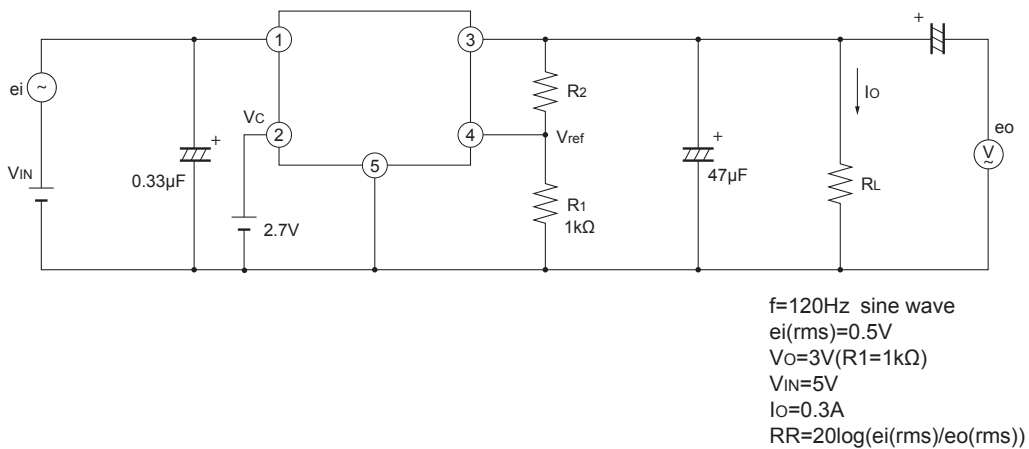 +
1
3
ei
~
R2
IO
VC
eo
2
4
Vref
+
+
V
~
VIN
5
0.33μF
47μF
RL
R1
1kΩ
2.7V
f=120Hz sine wave
ei(rms)=0.5V
VO=3V(R1=1kΩ)
VIN=5V
IO=0.3A
RR=20log(ei(rms)/eo(rms))